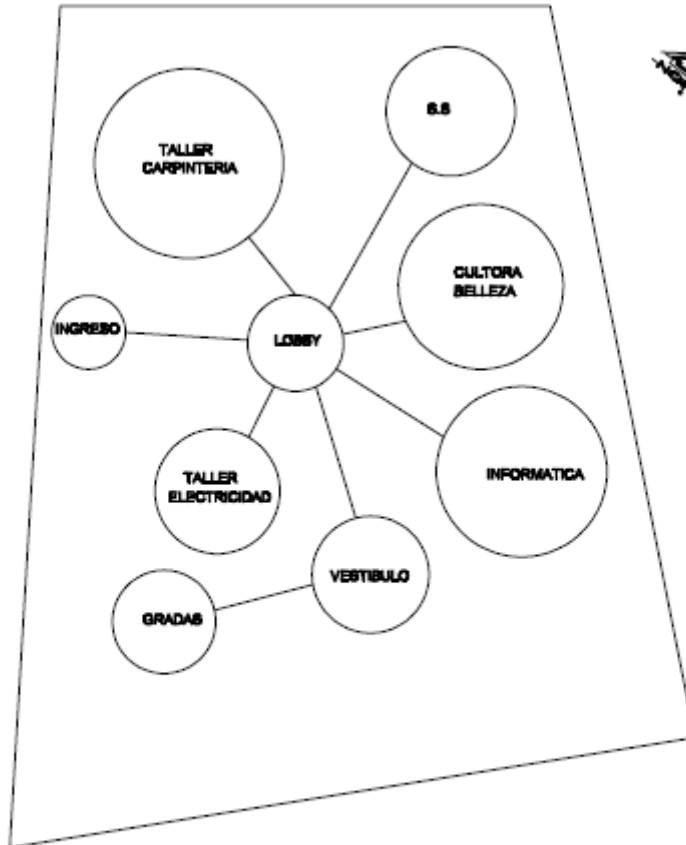 S.S
TALLER
CARPINTERIA
CULTORA
BELLEZA
INGRESO
LOBBY
TALLER
ELECTRICIDAD
INFORMATICA
VESTIBULO
GRADAS